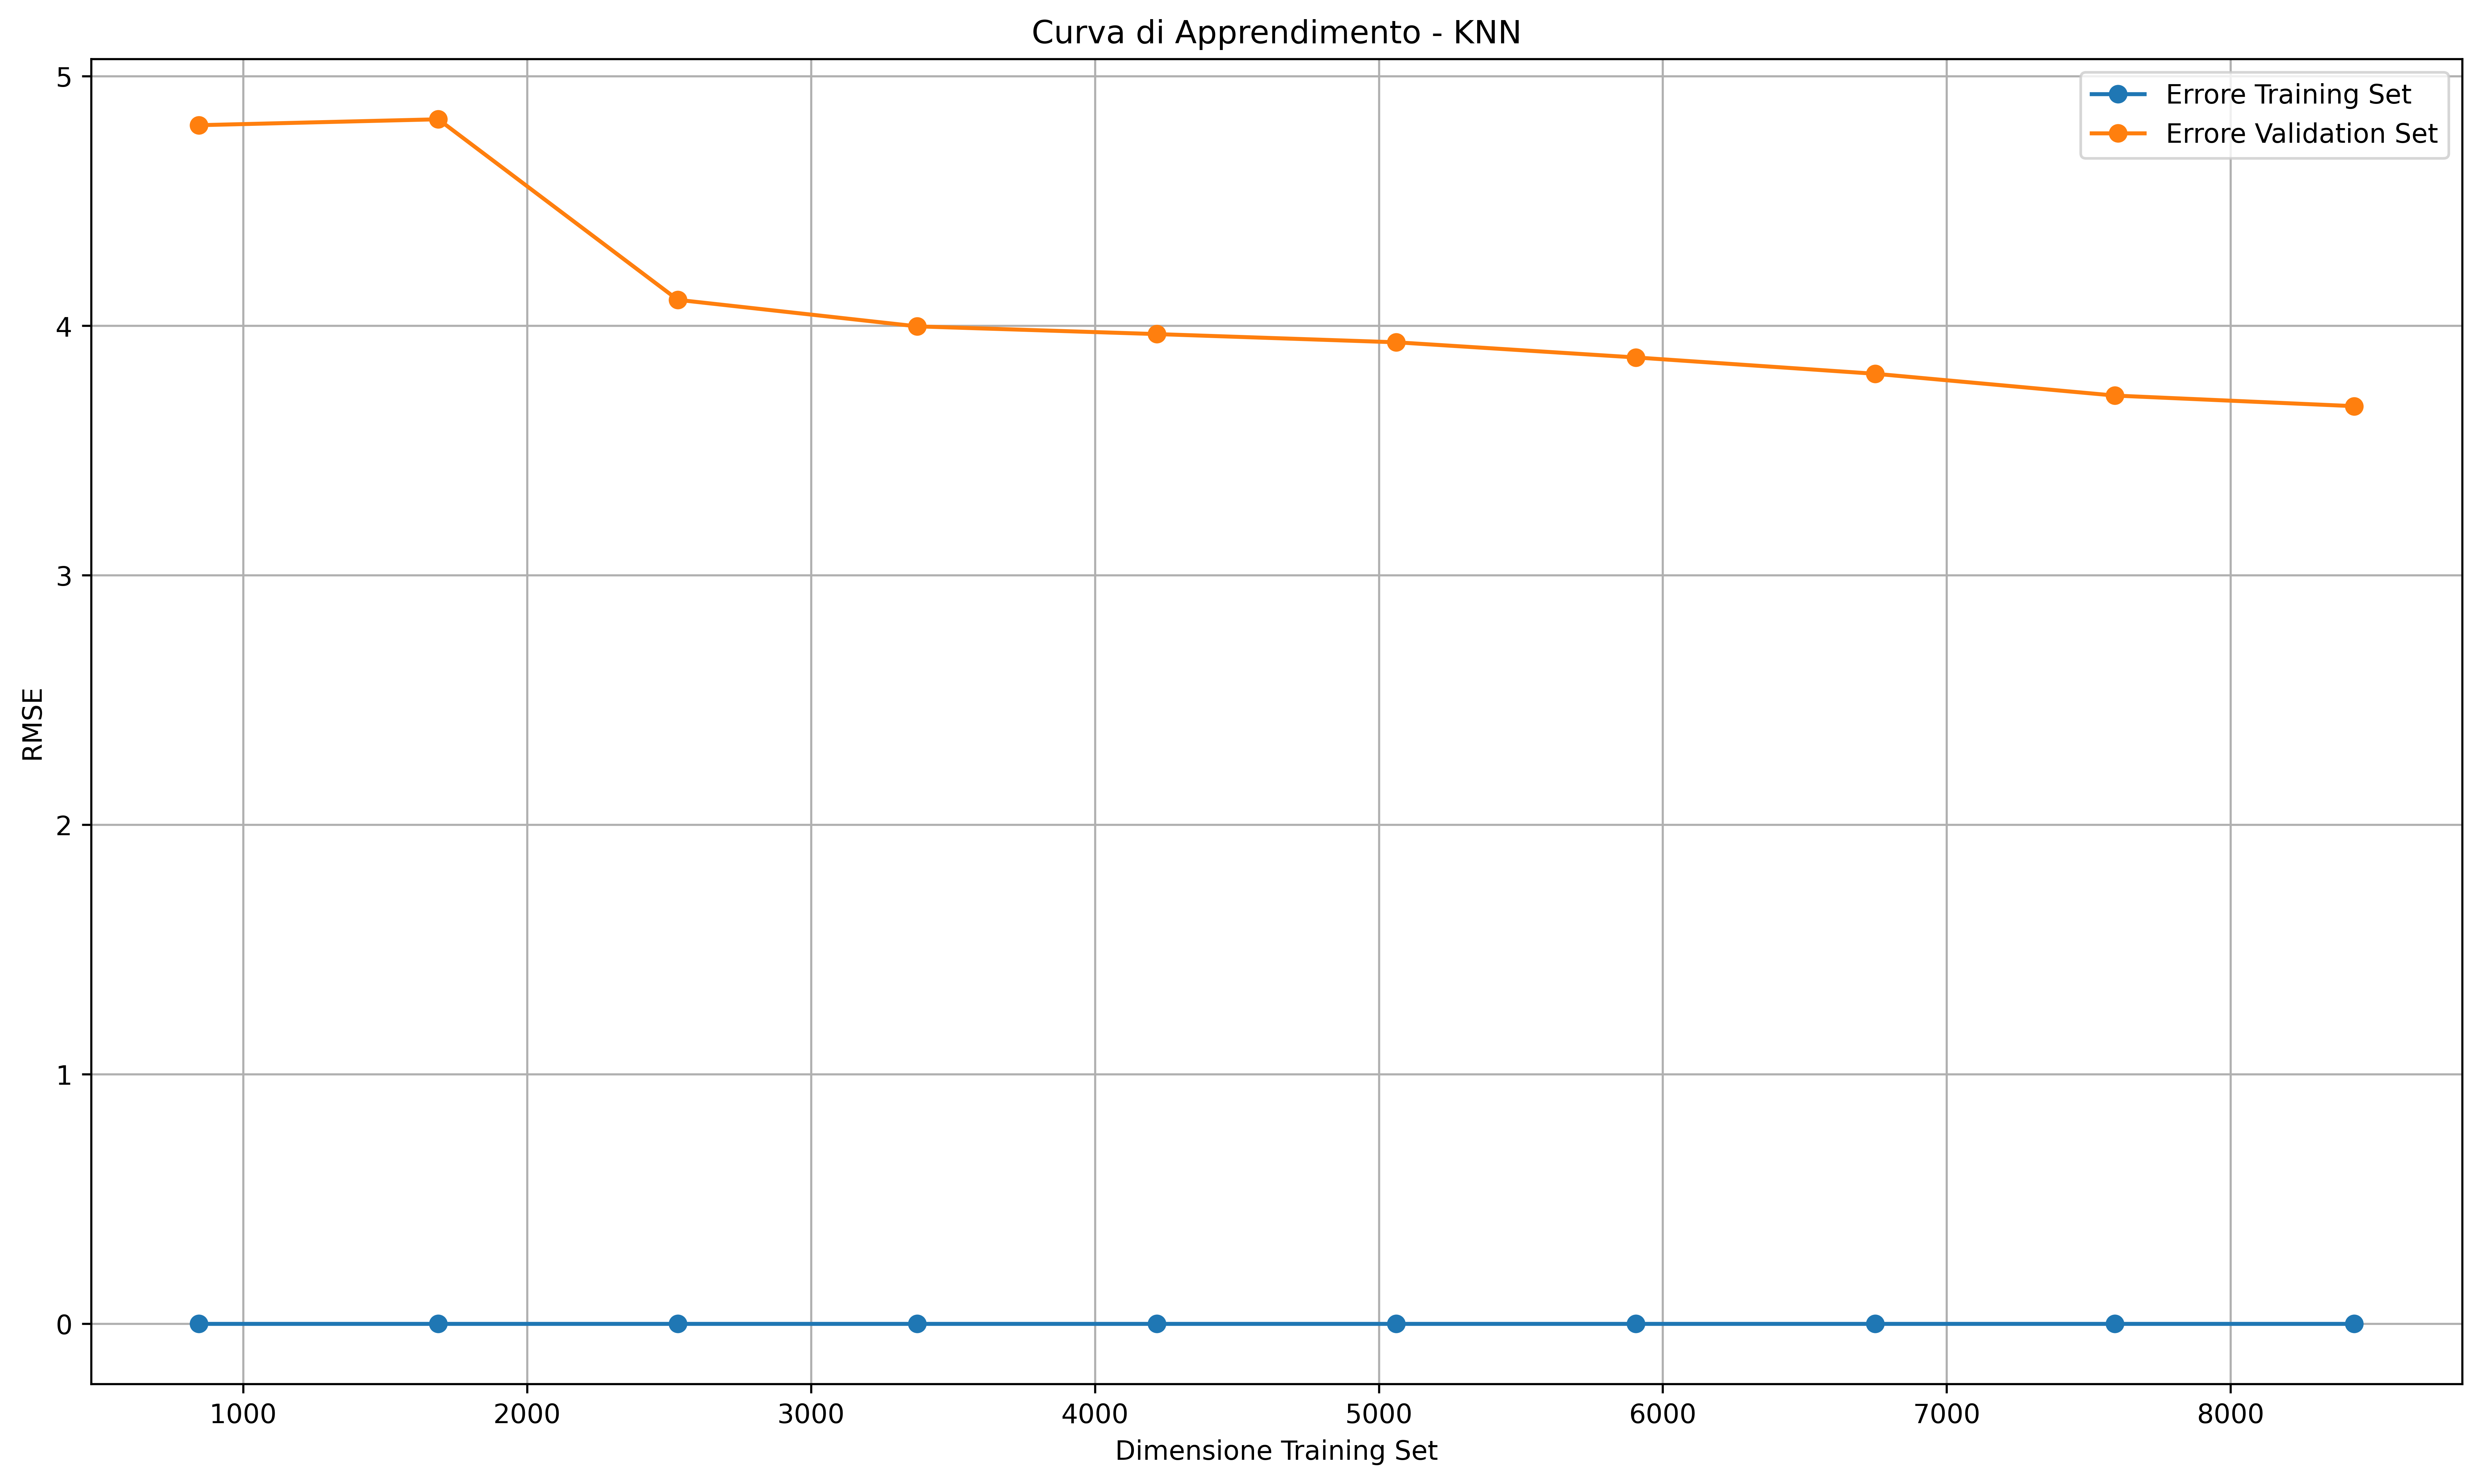 Curva di Apprendimento - KNN
Errore Training Set
Errore Validation Set
5
4
3
2
1
0
RMSE
1000 2000 3000 4000 5000 6000 7000 8000
Dimensione Training Set